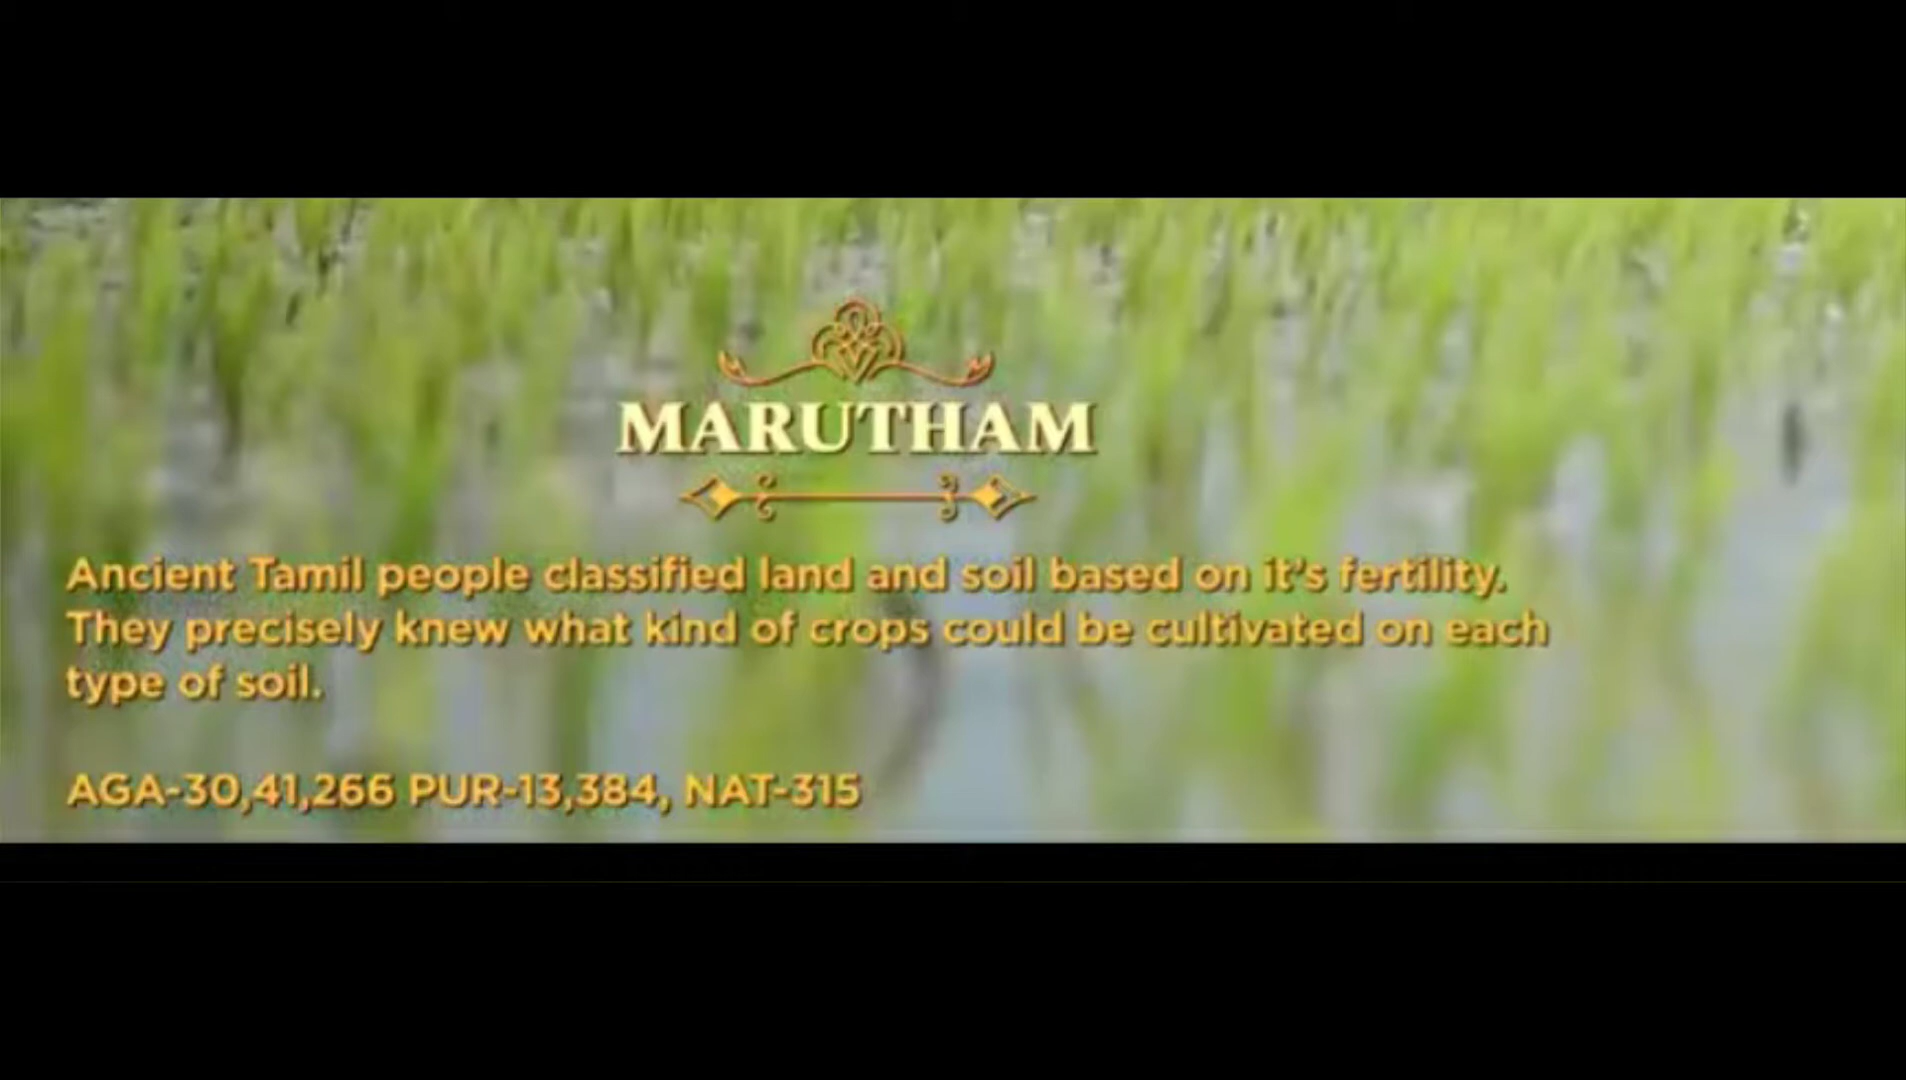 MARUTHAM
Ancient Tamil people classified land and soil based on it's fertility.
They precisely knew what kind of crops could be cultivated on each
type of soil.
AGA-30,41,266 PUR-13,384, NAT-315